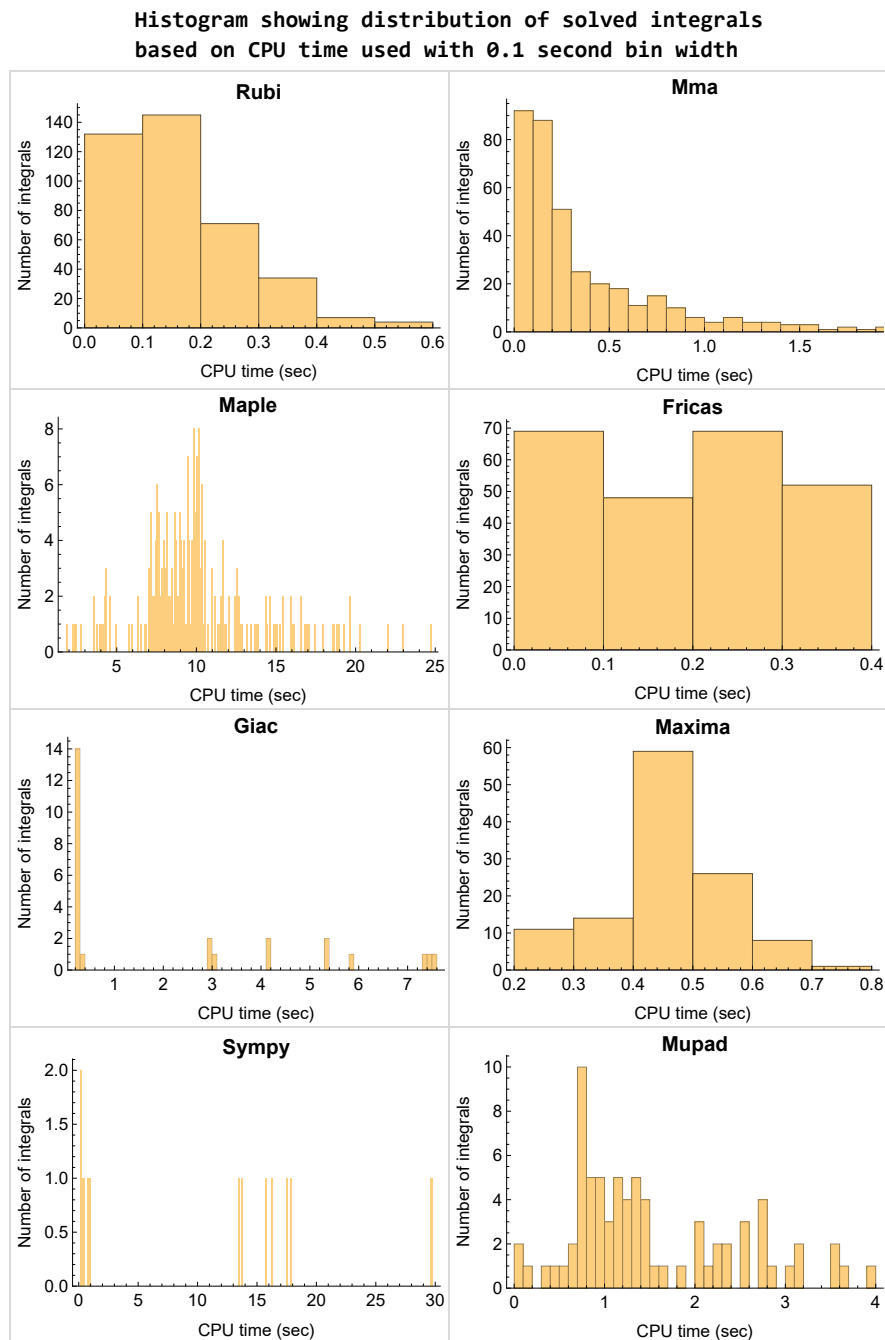 Histogram showing distribution of solved integrals
based on CPU time used with 0.1 second bin width
Rubi
Number of integrals
140
120
100
80
60
40
20
0
0.0 0.1 0.2 0.3 0.4 0.5 0.6
CPU time (sec)
Mma
Number of integrals
80
60
40
20
0
0.0 0.5 1.0 1.5
CPU time (sec)
Maple
Number of integrals
8
6
4
2
0
5 10 15 20 25
CPU time (sec)
Fricas
Number of integrals
70
60
50
40
30
20
10
0
0.0 0.1 0.2 0.3 0.4
CPU time (sec)
Giac
Number of integrals
14
12
10
8
6
4
2
0
1 2 3 4 5 6 7
CPU time (sec)
Maxima
Number of integrals
60
50
40
30
20
10
0
0.2 0.3 0.4 0.5 0.6 0.7 0.8
CPU time (sec)
Sympy
Number of integrals
2.0
1.5
1.0
0.5
0.0
0 5 10 15 20 25 30
CPU time (sec)
Mupad
Number of integrals
10
8
6
4
2
0
0 1 2 3 4
CPU time (sec)